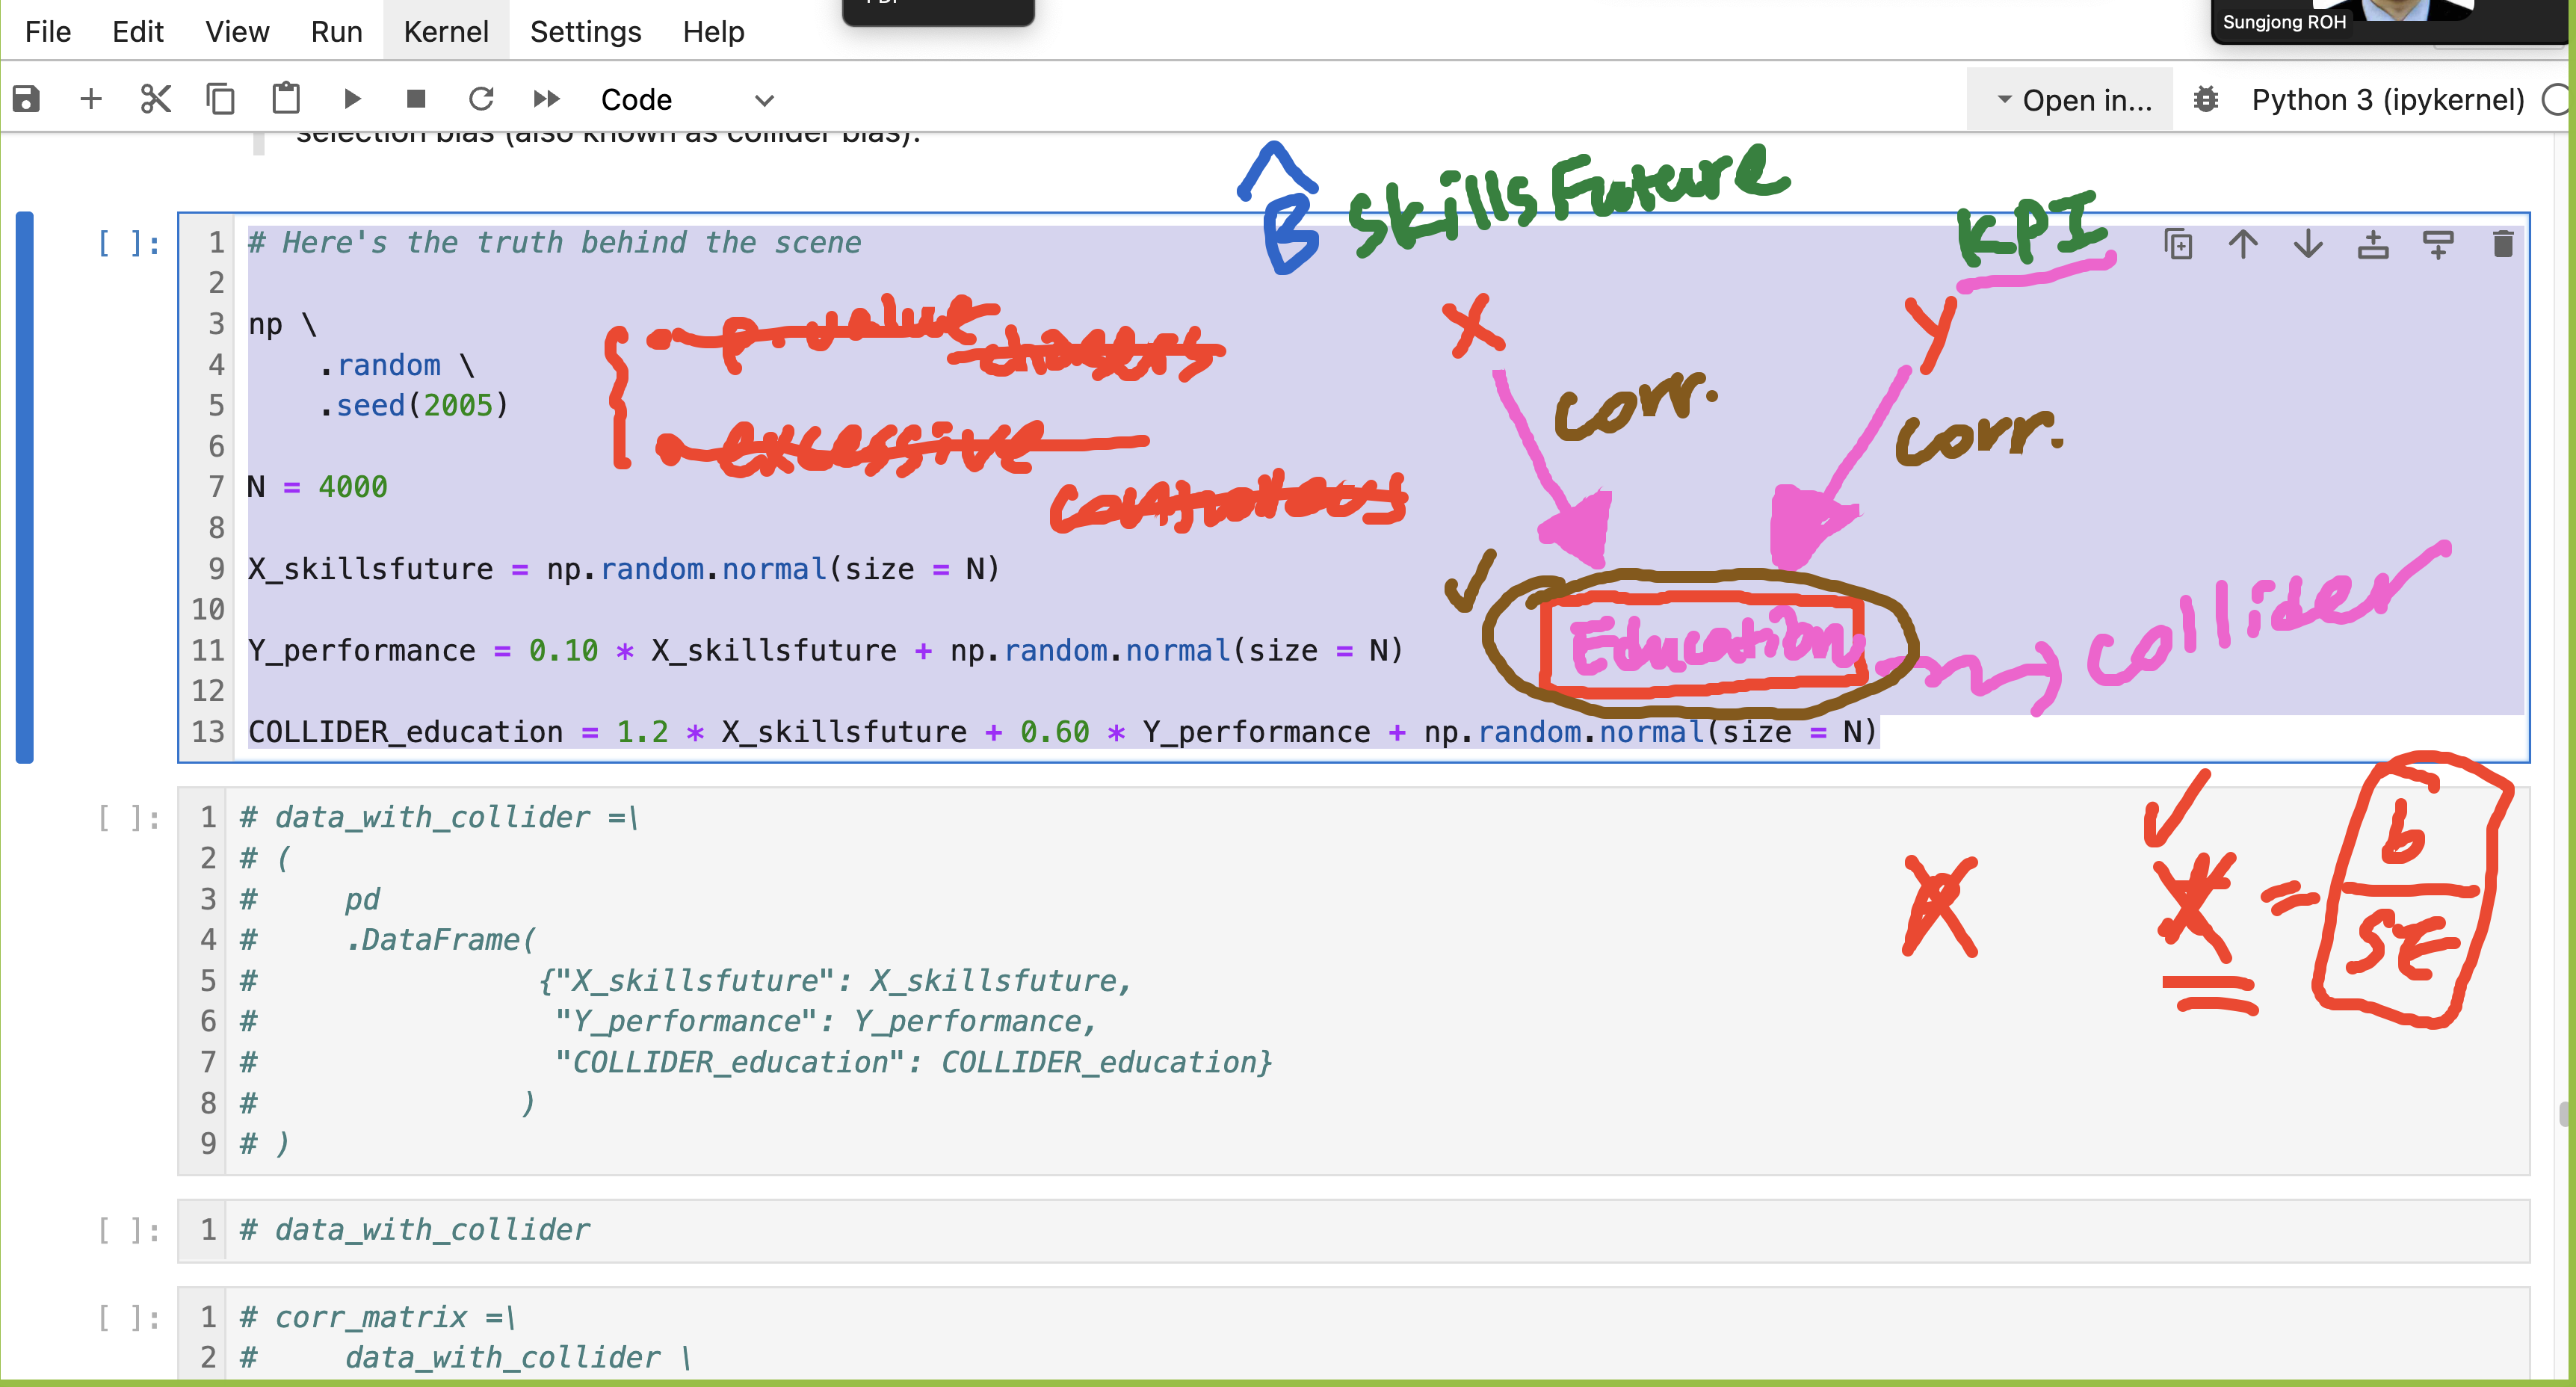 File Edit View Run Kernel Settings Help
Sungjong ROH
Code
Open in...
Python 3 (ipykernel)
selection bias (also known as collider bias).
B SkillsFuture
KPI
[ ]:
1 # Here's the truth behind the scene
2
3 np \
4 .random \
5 .seed(2005)
6
7 N = 4000
8
9 X_skillsfuture = np.random.normal(size = N)
10
11 Y_performance = 0.10 * X_skillsfuture + np.random.normal(size = N)
12
13 COLLIDER_education = 1.2 * X_skillsfuture + 0.60 * Y_performance + np.random.normal(size = N)
p-value
chasers
excessive
X
Y
corr.
corr.
Education
collider
[ ]:
1 # data_with_collider =\
2 # (
3 # pd
4 # .DataFrame(
5 # {"X_skillsfuture": X_skillsfuture,
6 # "Y_performance": Y_performance,
7 # "COLLIDER_education": COLLIDER_education}
8 # )
9 # )
= b
SE
[ ]:
1 # data_with_collider
[ ]:
1 # corr_matrix =\
2 # data_with_collider \